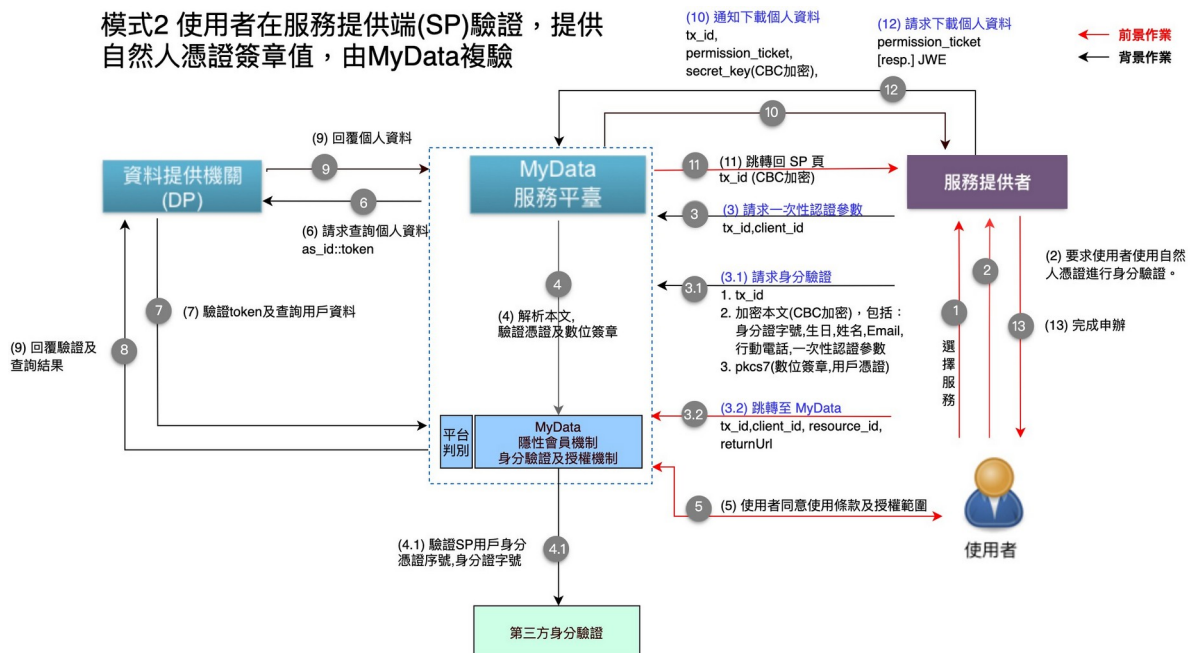 模式2 使用者在服務提供端(SP)驗證，提供
自然人憑證簽章值，由MyData複驗
(10) 通知下載個人資料
tx_id,
permission_ticket,
secret_key(CBC加密),
(12) 請求下載個人資料
permission_ticket
[resp.] JWE
前景作業
背景作業
12
10
(9) 回覆個人資料
9
資料提供機關
(DP)
6
(6) 請求查詢個人資料
as_id::token
MyData
服務平臺
11
(11) 跳轉回 SP 頁
tx_id (CBC加密)
3
(3) 請求一次性認證參數
tx_id,client_id
服務提供者
(2) 要求使用者使用自然
人憑證進行身分驗證。
1
選
擇
服
務
2
13
(13) 完成申辦
3.1
(3.1) 請求身分驗證
1. tx_id
2. 加密本文(CBC加密)，包括：
身分證字號,生日,姓名,Email,
行動電話,一次性認證參數
3. pkcs7(數位簽章,用戶憑證)
4
(4) 解析本文,
驗證憑證及數位簽章
7
(7) 驗證token及查詢用戶資料
8
(9) 回覆驗證及
查詢結果
3.2
(3.2) 跳轉至 MyData
tx_id,client_id, resource_id,
returnUrl
平台
判別
MyData
隱性會員機制
身分驗證及授權機制
5
(5) 使用者同意使用條款及授權範圍
使用者
(4.1) 驗證SP用戶身分
憑證序號,身分證字號
4.1
第三方身分驗證